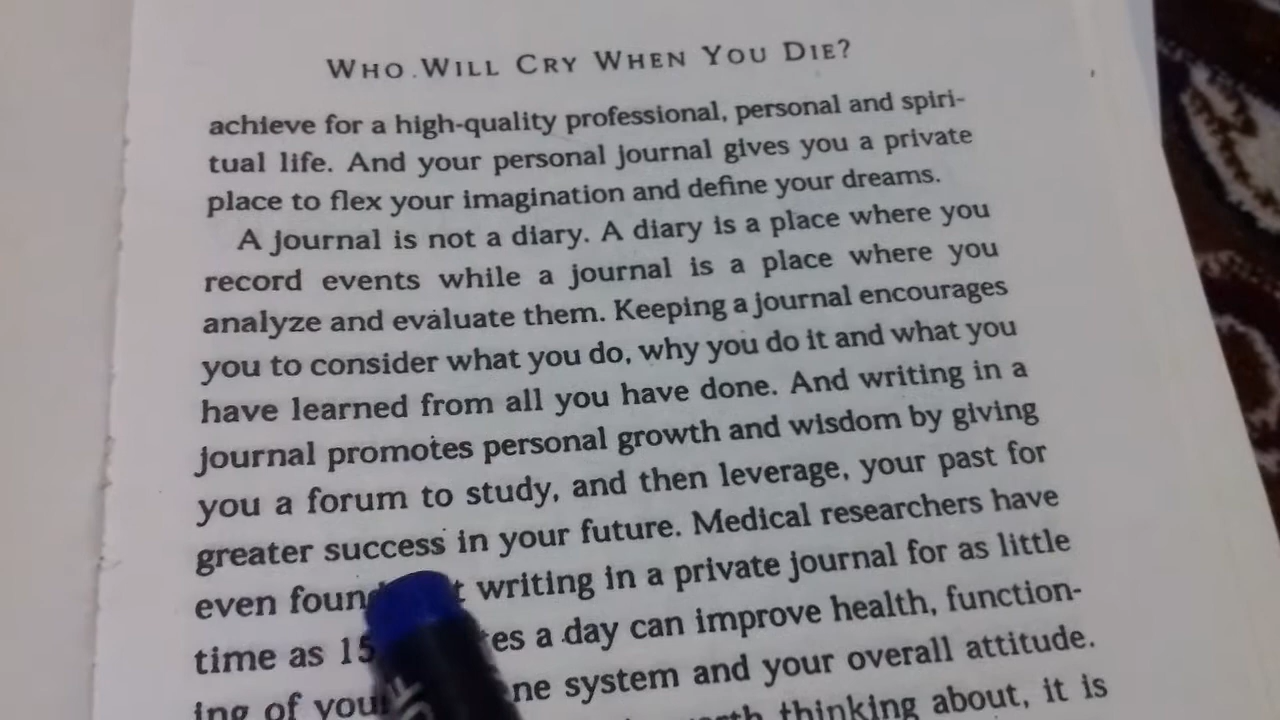 WHO WILL CRY WHEN YOU DIE?
achieve for a high-quality professional, personal and spiri-
tual life. And your personal journal gives you a private
place to flex your imagination and define your dreams.
A journal is not a diary. A diary is a place where you
record events while a journal is a place where you
analyze and evaluate them. Keeping a journal encourages
you to consider what you do, why you do it and what you
have learned from all you have done. And writing in a
journal promotes personal growth and wisdom by giving
you a forum to study, and then leverage, your past for
greater success in your future. Medical researchers have
even writing in a private journal for as little
time as 15 a day can improve health, function-
ing of system and your overall attitude.
thinking about, it is